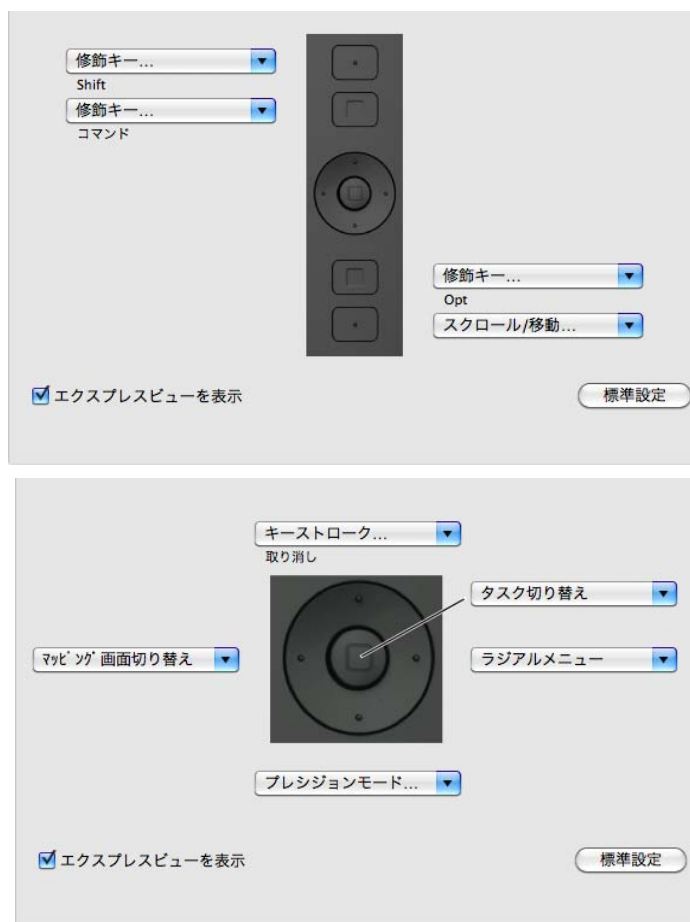 修飾キー...
Shift
修飾キー...
コマンド
修飾キー...
Opt
スクロール/移動...
エクスプレスビューを表示
標準設定
キーストローク...
取り消し
タスク切り替え
ﾏｯﾋﾟﾝｸﾞ画面切り替え
ラジアルメニュー
プレシジョンモード...
エクスプレスビューを表示
標準設定